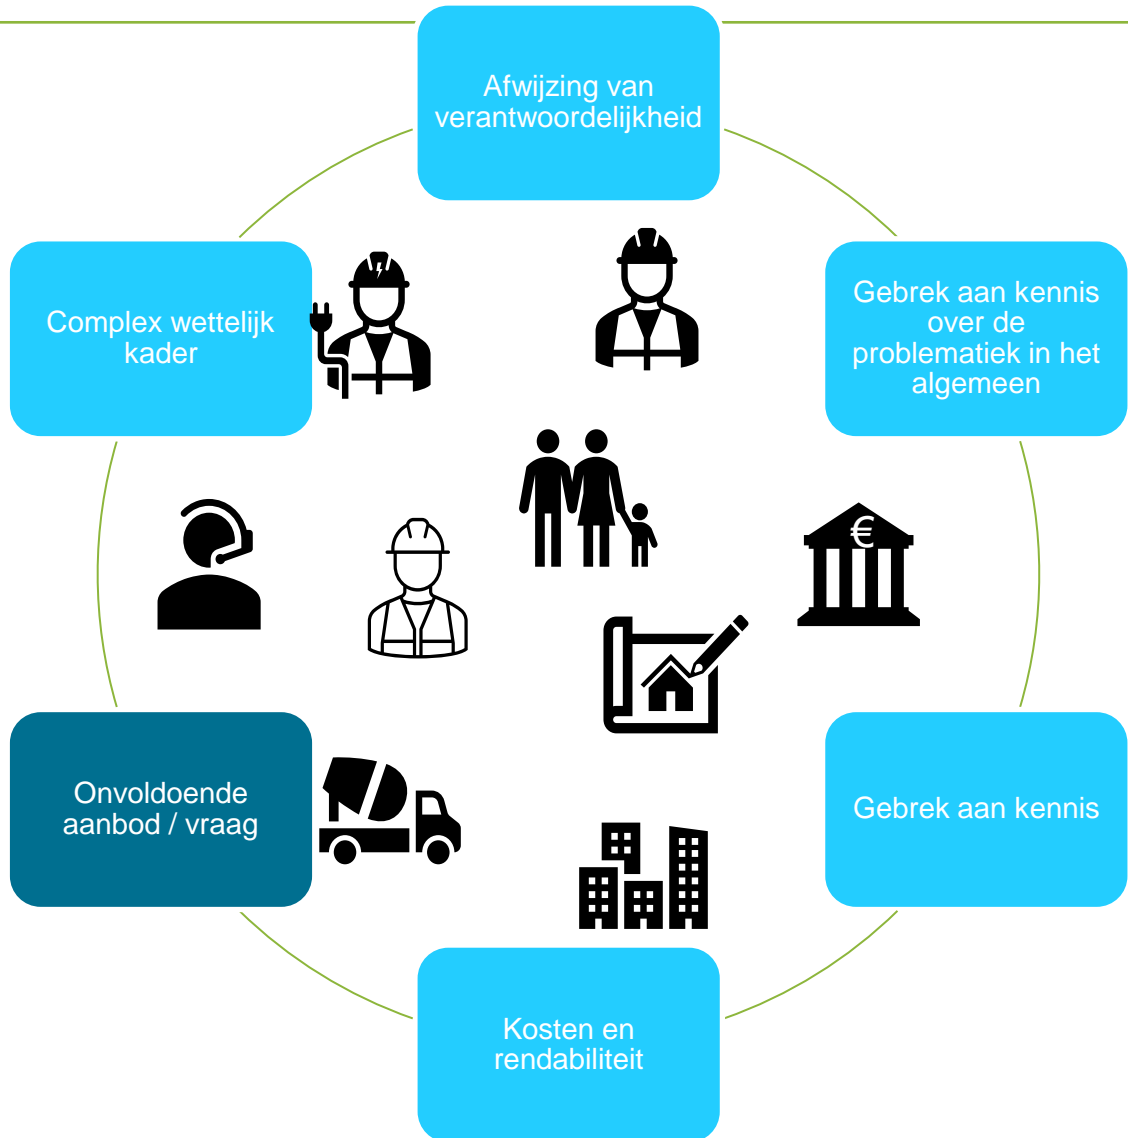 Afwijzing van
verantwoordelijkheid
Complex wettelijk
kader
Gebrek aan kennis
over de
problematiek in het
algemeen
€
Onvoldoende
aanbod / vraag
Gebrek aan kennis
Kosten en
rendabiliteit